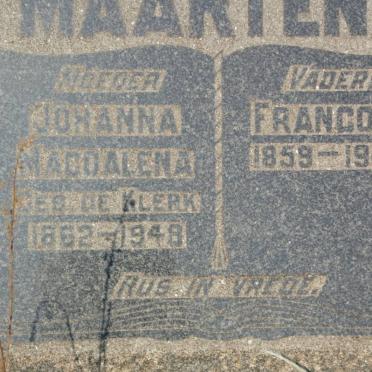 MAARTEN
MOEDER
JOHANNA
MAGDALENA
GEB. DE KLERK
1862-1948
VADER
FRANCO
1859-19
RUS IN VREDE.